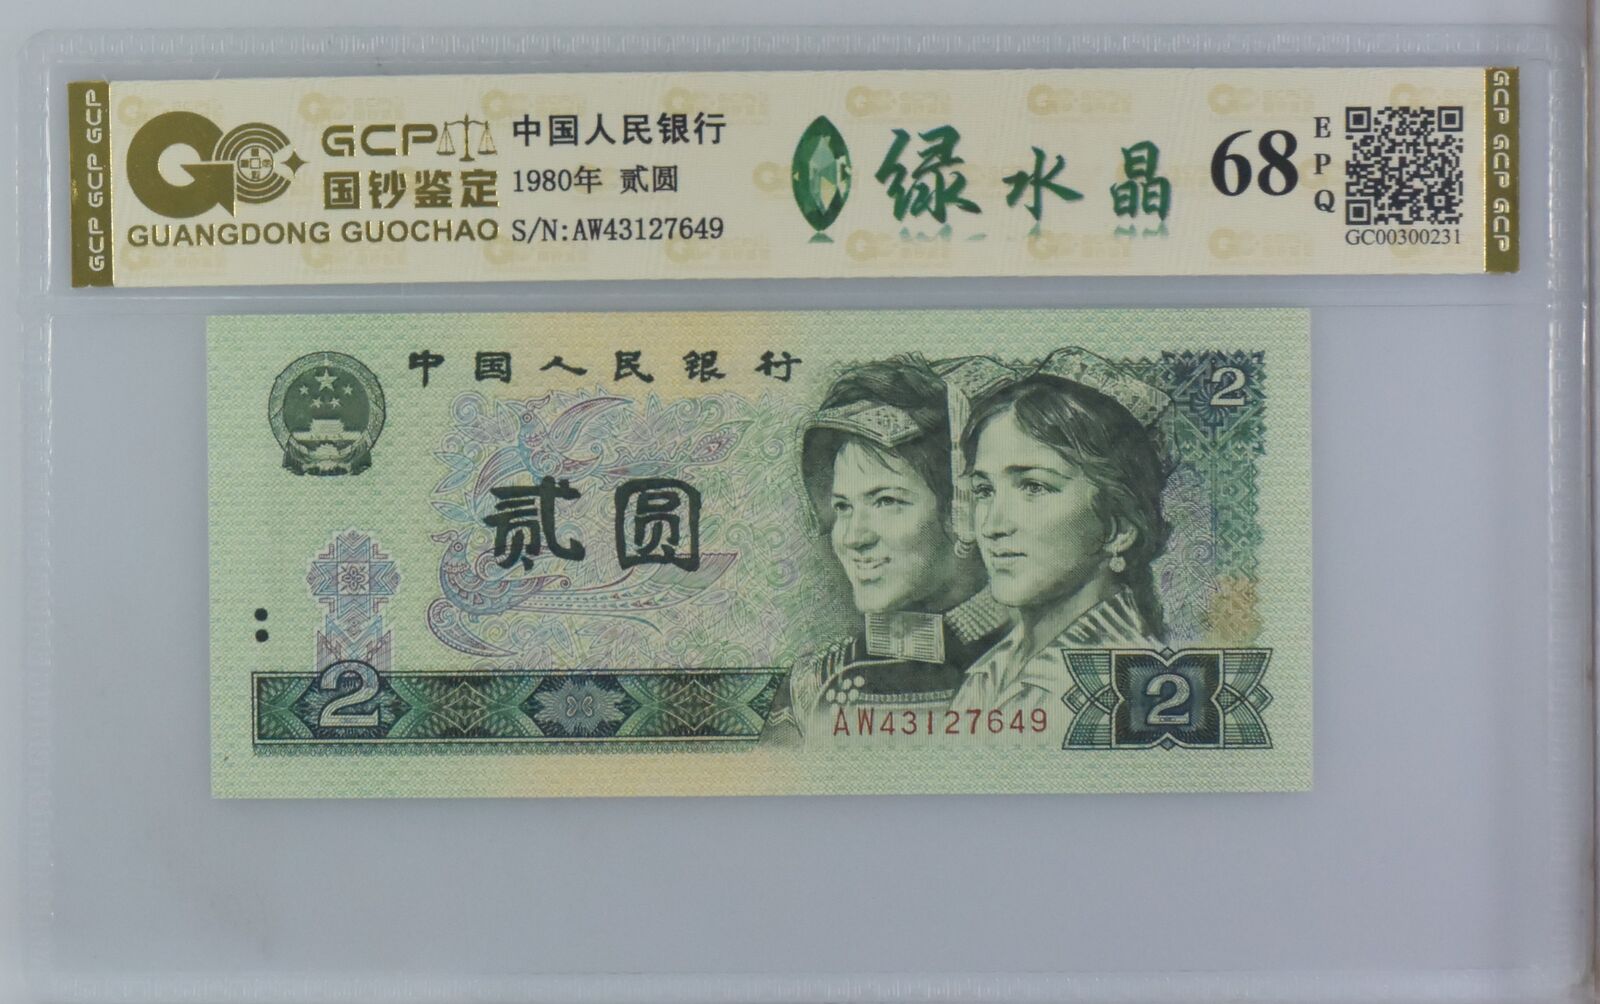 GCP GCP GCP
GCP
国钞鉴定
GUANGDONG GUOCHAO
中国人民银行
1980年 贰圆
S/N:AW43127649
绿水晶
68
EPQ
GC00300231
GCP GCP GCP
中国人民银行
2
贰圆
2
AW43127649
2